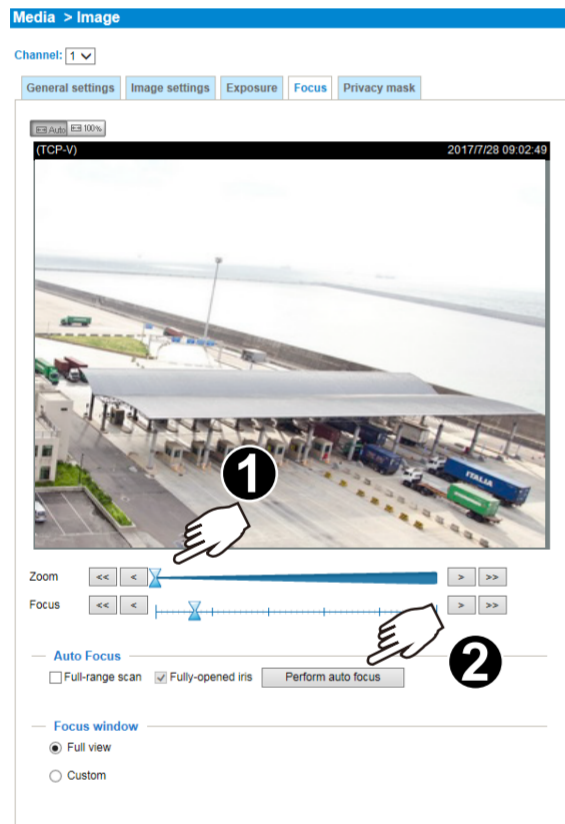 Media > Image
Channel: 1
General settings Image settings Exposure Focus Privacy mask
Auto 100%
(TCP-V) 2017/7/28 09:02:49
ITALIA
1
Zoom << < > >>
Focus << < > >>
2
Auto Focus
Full-range scan Fully-opened iris Perform auto focus
Focus window
Full view
Custom